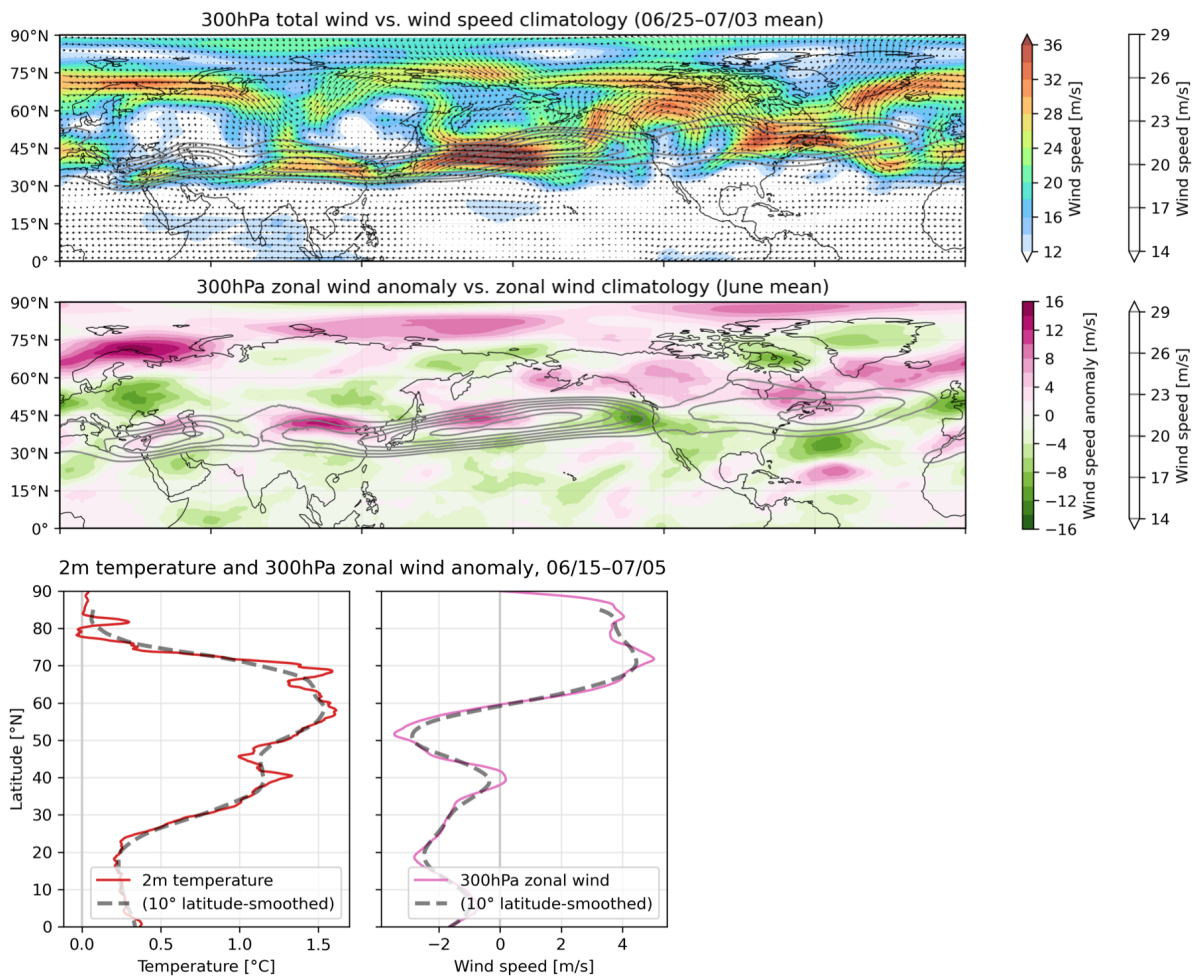 300hPa total wind vs. wind speed climatology (06/25–07/03 mean)
90°N
75°N
60°N
45°N
30°N
15°N
0°
36
32
28
24
20
16
12
Wind speed [m/s]
29
26
23
20
17
14
Wind speed [m/s]
300hPa zonal wind anomaly vs. zonal wind climatology (June mean)
90°N
75°N
60°N
45°N
30°N
15°N
0°
16
12
8
4
0
−4
−8
−12
−16
Wind speed anomaly [m/s]
29
26
23
20
17
14
Wind speed [m/s]
2m temperature and 300hPa zonal wind anomaly, 06/15–07/05
90
80
70
60
50
40
30
20
10
0
Latitude [°N]
2m temperature
(10° latitude-smoothed)
0.0 0.5 1.0 1.5
Temperature [°C]
300hPa zonal wind
(10° latitude-smoothed)
−2 0 2 4
Wind speed [m/s]